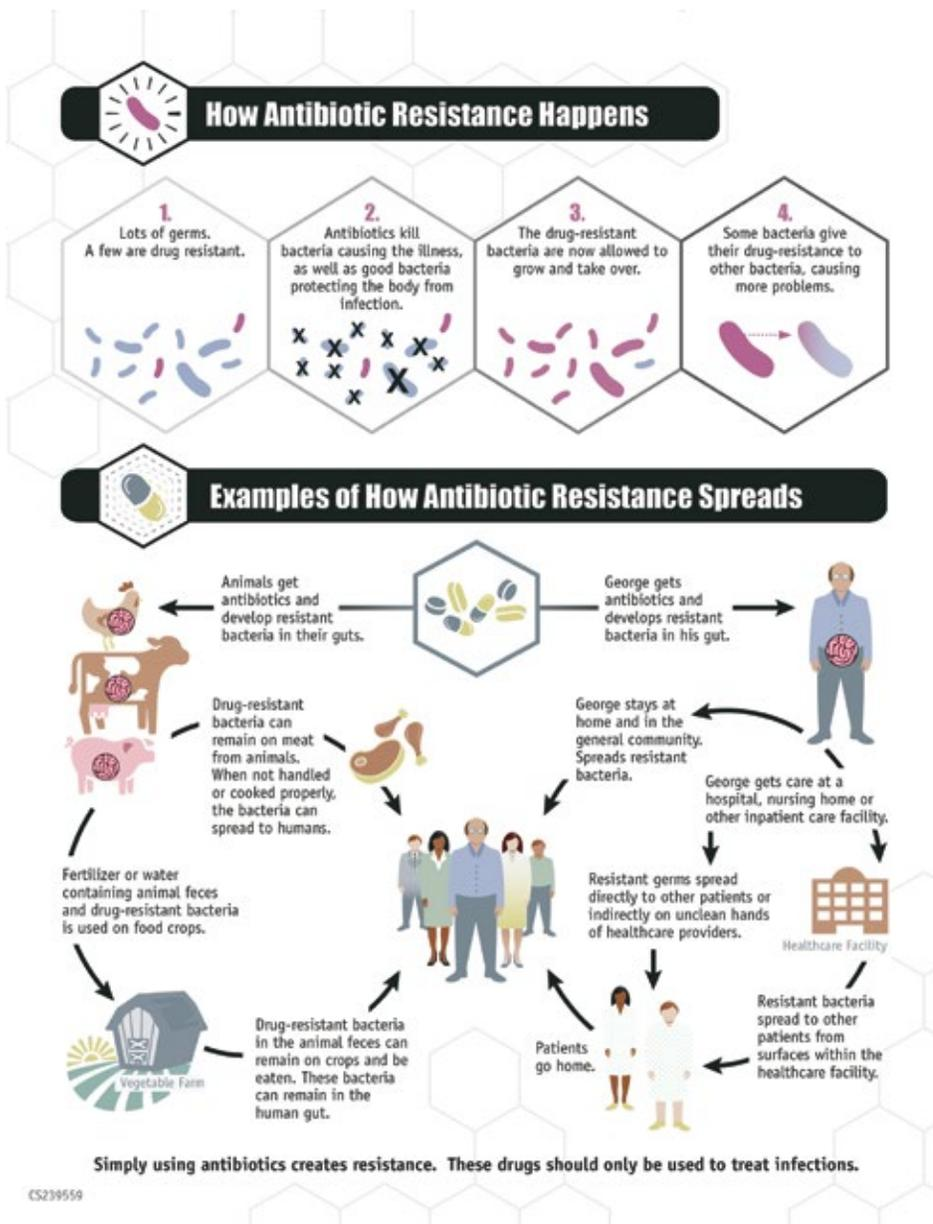 How Antibiotic Resistance Happens
1.
Lots of germs.
A few are drug resistant.
2.
Antibiotics kill
bacteria causing the illness,
as well as good bacteria
protecting the body from
infection.
3.
The drug-resistant
bacteria are now allowed to
grow and take over.
4.
Some bacteria give
their drug-resistance to
other bacteria, causing
more problems.
Examples of How Antibiotic Resistance Spreads
Animals get
antibiotics and
develop resistant
bacteria in their guts.
George gets
antibiotics and
develops resistant
bacteria in his gut.
Drug-resistant
bacteria can
remain on meat
from animals.
When not handled
or cooked properly,
the bacteria can
spread to humans.
George stays at
home and in the
general community.
Spreads resistant
bacteria.
George gets care at a
hospital, nursing home or
other inpatient care facility.
Fertilizer or water
containing animal feces
and drug-resistant bacteria
is used on food crops.
Resistant germs spread
directly to other patients or
indirectly on unclean hands
of healthcare providers.
Healthcare Facility
Vegetable Farm
Drug-resistant bacteria
in the animal feces can
remain on crops and be
eaten. These bacteria
can remain in the
human gut.
Patients
go home.
Resistant bacteria
spread to other
patients from
surfaces within the
healthcare facility.
Simply using antibiotics creates resistance. These drugs should only be used to treat infections.
CS239559